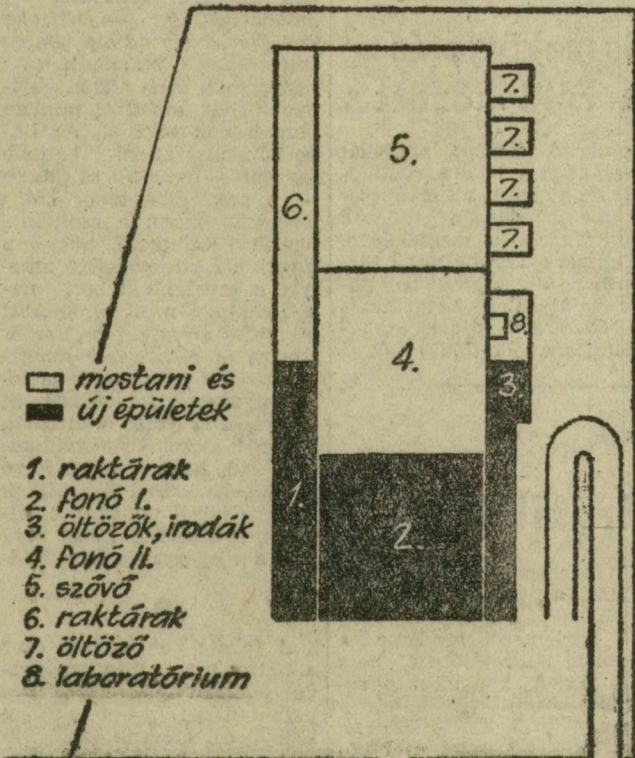 7.
7.
5.
7.
6.
7.
8.
4.
3.
mostani és
új épületek
1.
2.
1. raktárak
2. fonó I.
3. öltözők, irodák
4. fonó II.
5. szövő
6. raktárak
7. öltöző
8. laboratórium